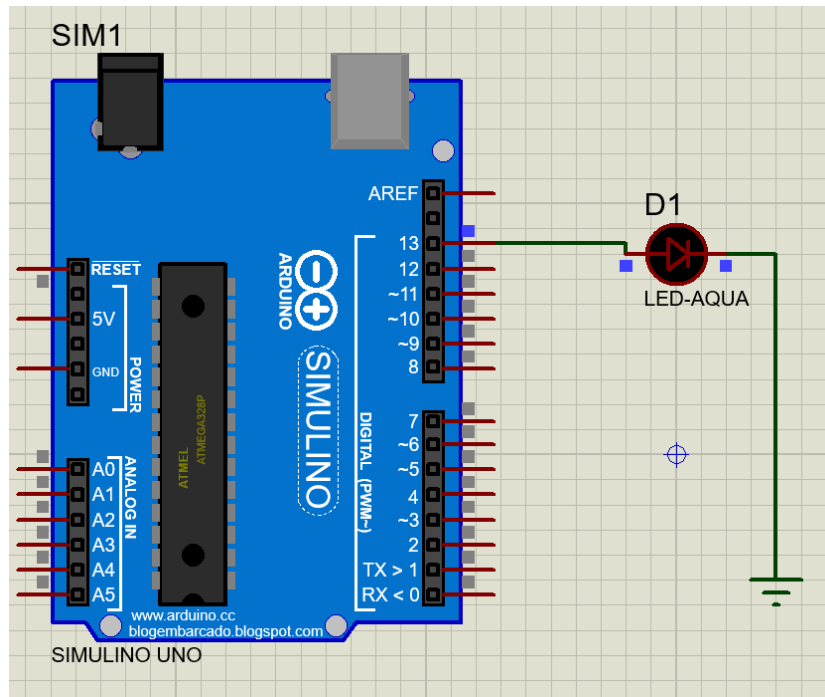 SIM1
AREF
13
12
~11
~10
~9
8
RESET
5V
GND
POWER
ARDUINO
SIMULINO
ATMEL
ATMEGA328P
DIGITAL (PWM~)
7
~6
~5
4
~3
2
TX > 1
RX < 0
ANALOG IN
A0
A1
A2
A3
A4
A5
www.arduino.cc
blogembarcado.blogspot.com
SIMULINO UNO
D1
LED-AQUA